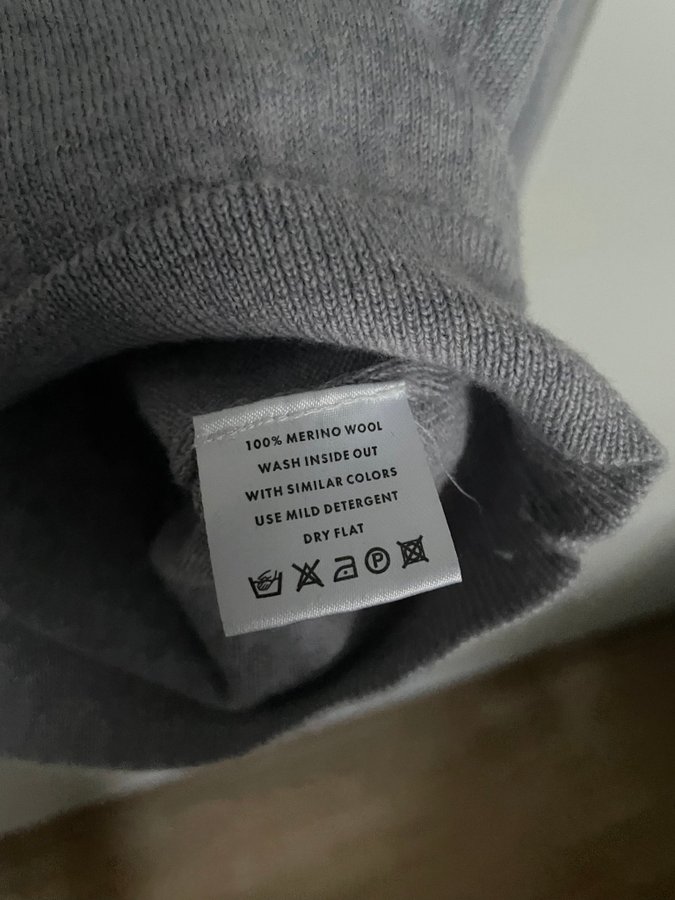 100% MERINO WOOL
WASH INSIDE OUT
WITH SIMILAR COLORS
USE MILD DETERGENT
DRY FLAT
P